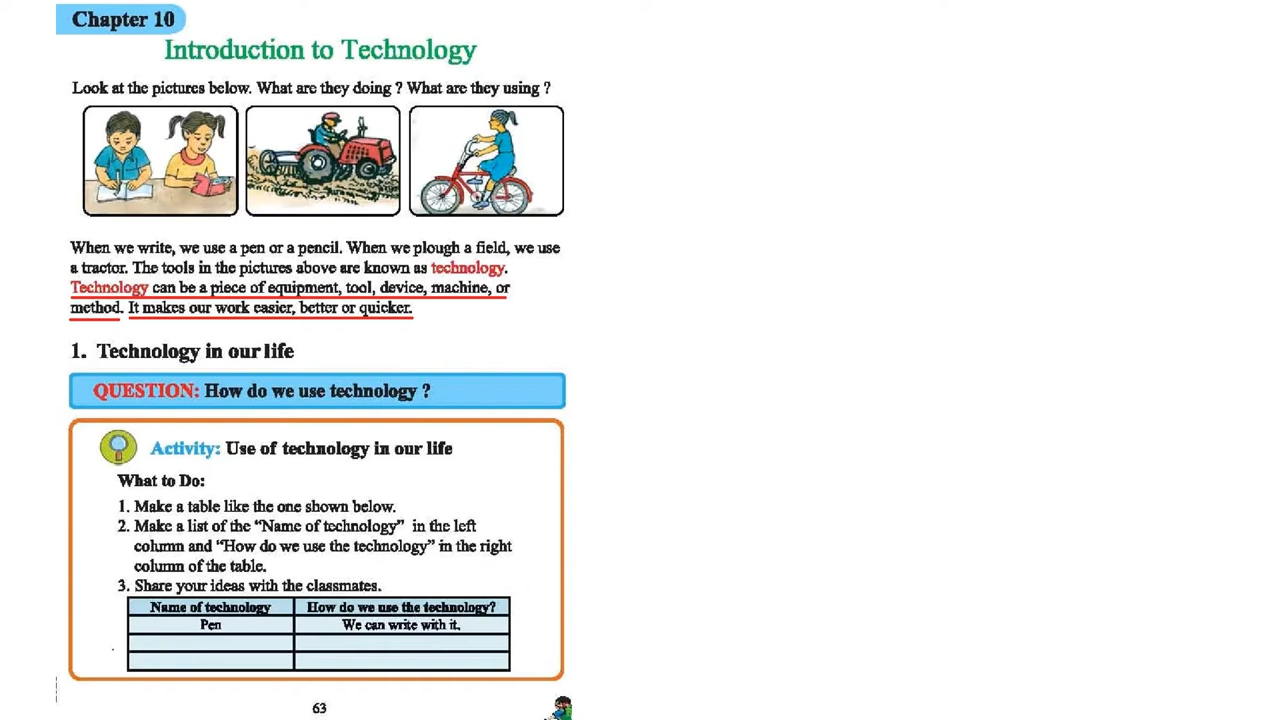 Chapter 10
Introduction to Technology
Look at the pictures below. What are they doing ? What are they using ?
When we write, we use a pen or a pencil. When we plough a field, we use
a tractor. The tools in the pictures above are known as technology.
Technology can be a piece of equipment, tool, device, machine, or
method. It makes our work easier, better or quicker.
1. Technology in our life
QUESTION: How do we use technology ?
Activity: Use of technology in our life
What to Do:
1. Make a table like the one shown below.
2. Make a list of the “Name of technology” in the left
column and “How do we use the technology” in the right
column of the table.
3. Share your ideas with the classmates.
Name of technology How do we use the technology?
Pen We can write with it.
63